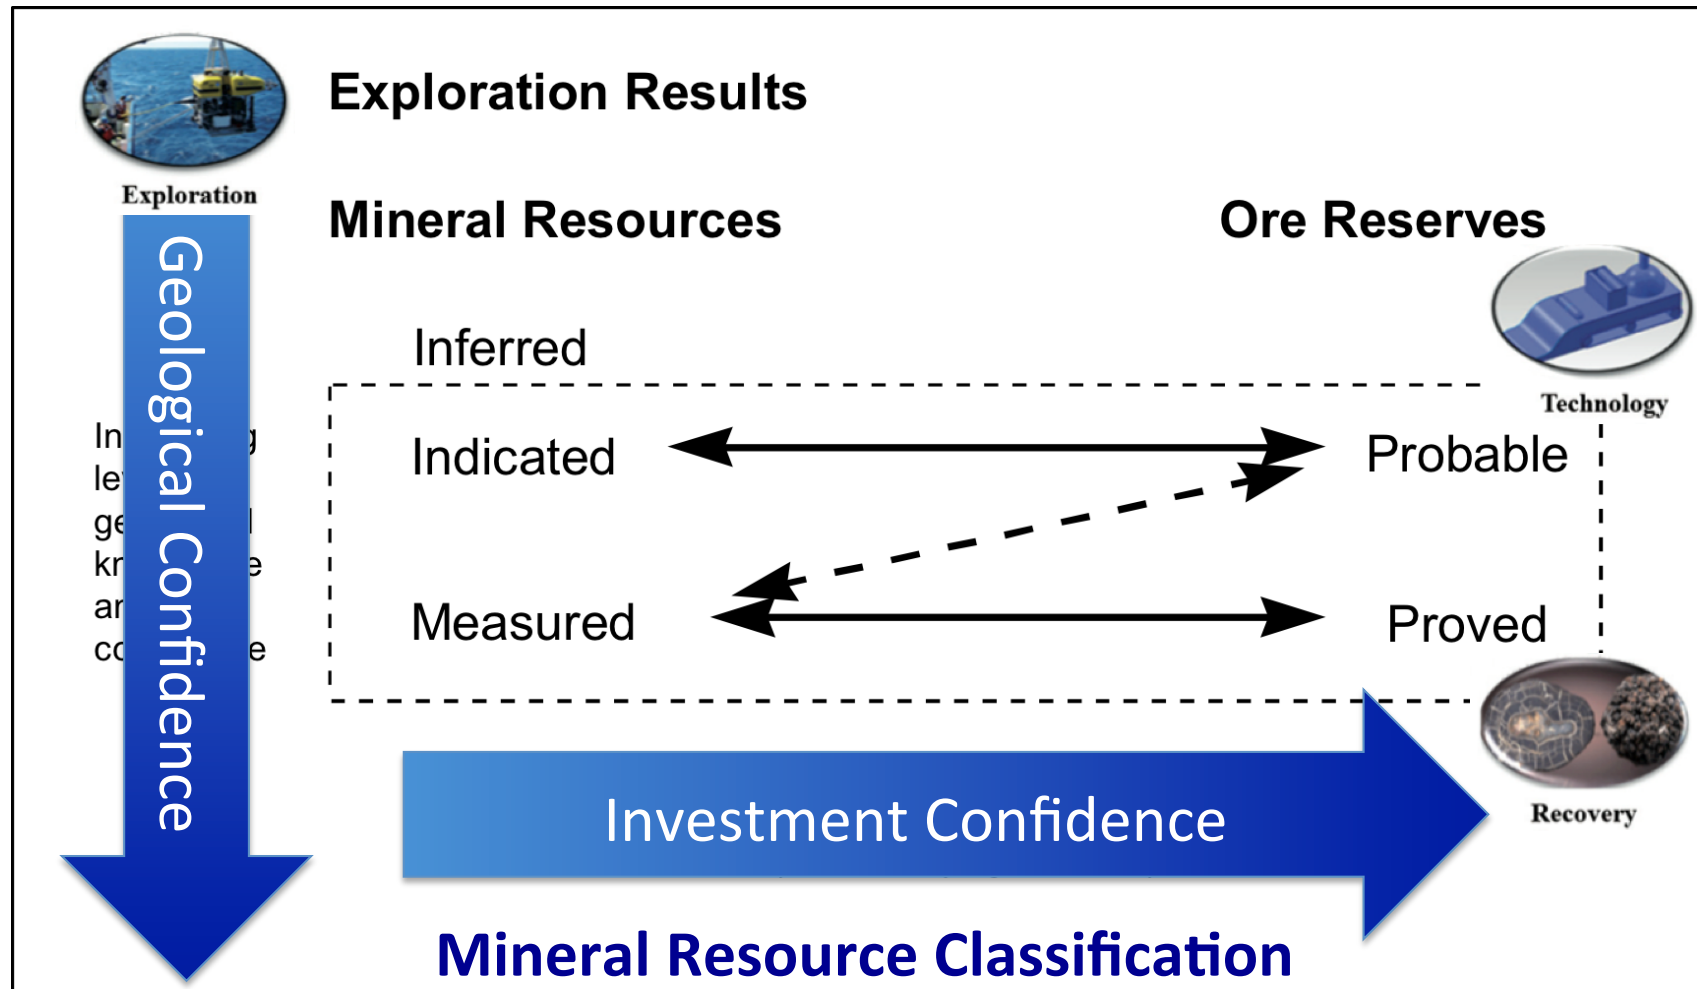 Exploration Results
Exploration
Mineral Resources
Ore Reserves
Geological Confidence
Inferred
Technology
Indicated
Probable
Measured
Proved
Investment Confidence
Recovery
Mineral Resource Classification